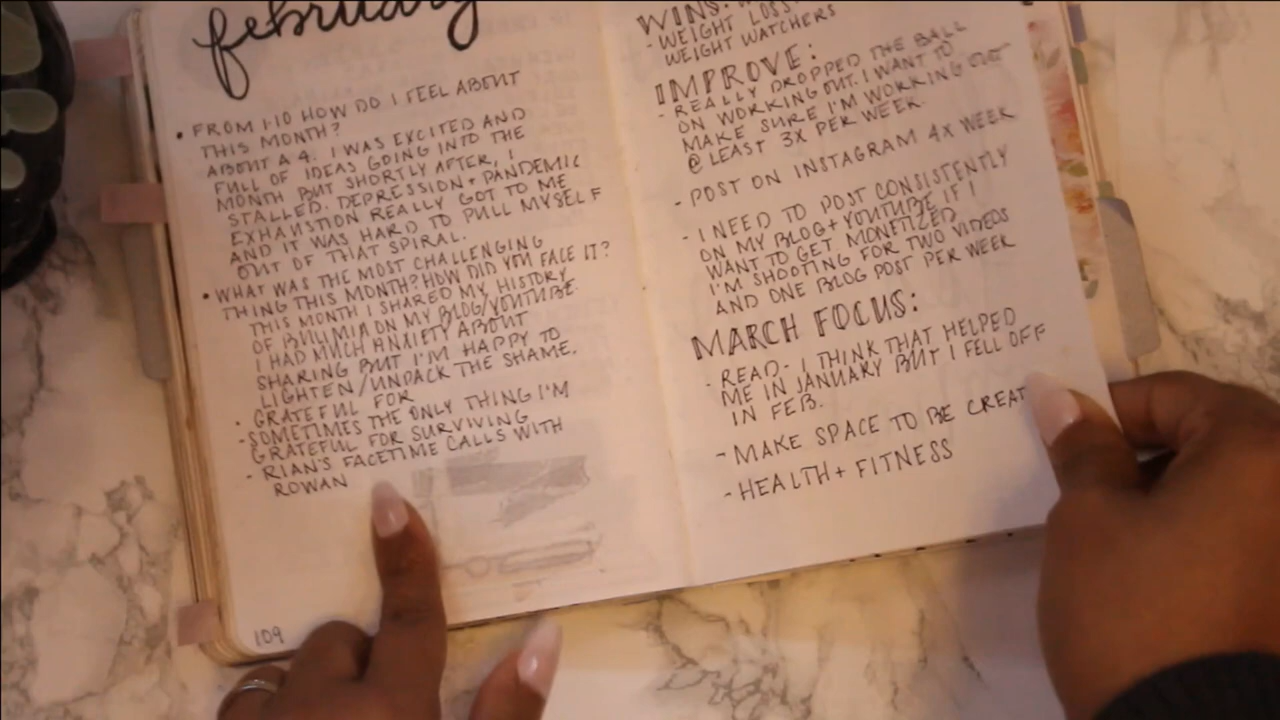 february
• FROM 1-10 HOW DO I FEEL ABOUT
THIS MONTH?
ABOUT A 4. I WAS EXCITED AND
FULL OF IDEAS GOING INTO THE
MONTH BUT SHORTLY AFTER, I
STALLED. DEPRESSION + PANDEMIC
EXHAUSTION REALLY GOT TO ME
AND IT WAS HARD TO PULL MYSELF
OUT OF THAT SPIRAL.
• WHAT WAS THE MOST CHALLENGING
THING THIS MONTH? HOW DID YOU FACE IT?
THIS MONTH I SHARED MY HISTORY
OF BULIMIA ON MY BLOG/YOUTUBE.
I HAD MUCH ANXIETY ABOUT
SHARING BUT I'M HAPPY TO
LIGHTEN/UNPACK THE SHAME.
• GRATEFUL FOR
- SOMETIMES THE ONLY THING I'M
GRATEFUL FOR SURVIVING
- RIAN'S FACETIME CALLS WITH
ROWAN
109
WINS:
- WEIGHT LOSS
WEIGHT WATCHERS
IMPROVE:
- REALLY DROPPED THE BALL
ON WORKING OUT. I WANT TO
MAKE SURE I'M WORKING OUT
@ LEAST 3X PER WEEK.
- POST ON INSTAGRAM 4X WEEK
- I NEED TO POST CONSISTENTLY
ON MY BLOG + YOUTUBE IF I
WANT TO GET MONETIZED
I'M SHOOTING FOR TWO VIDEOS
AND ONE BLOG POST PER WEEK
MARCH FOCUS:
- READ - I THINK THAT HELPED
ME IN JANUARY BUT I FELL OFF
IN FEB.
- MAKE SPACE TO BE CREAT
- HEALTH + FITNESS